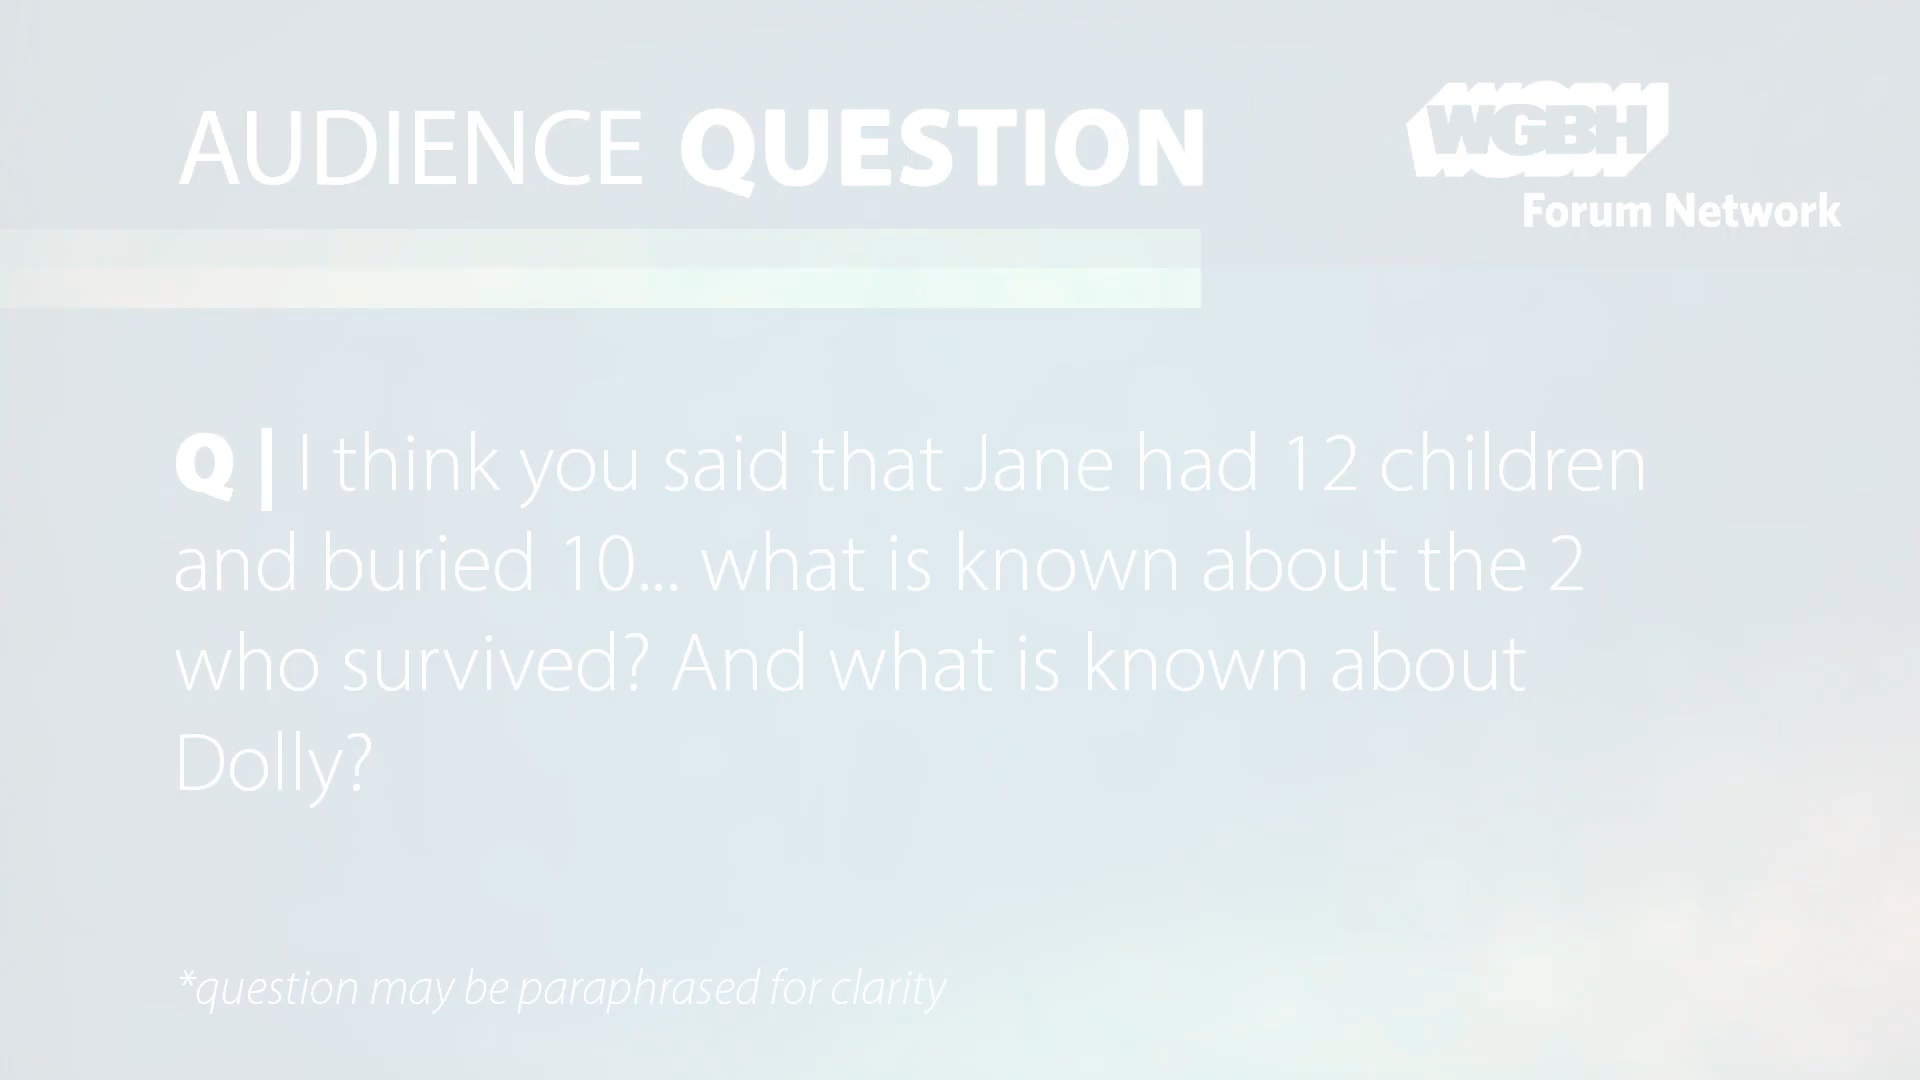 AUDIENCE QUESTION
WGBH
Forum Network
Q | I think you said that Jane had 12 children
and buried 10... what is known about the 2
who survived? And what is known about
Dolly?
*question may be paraphrased for clarity